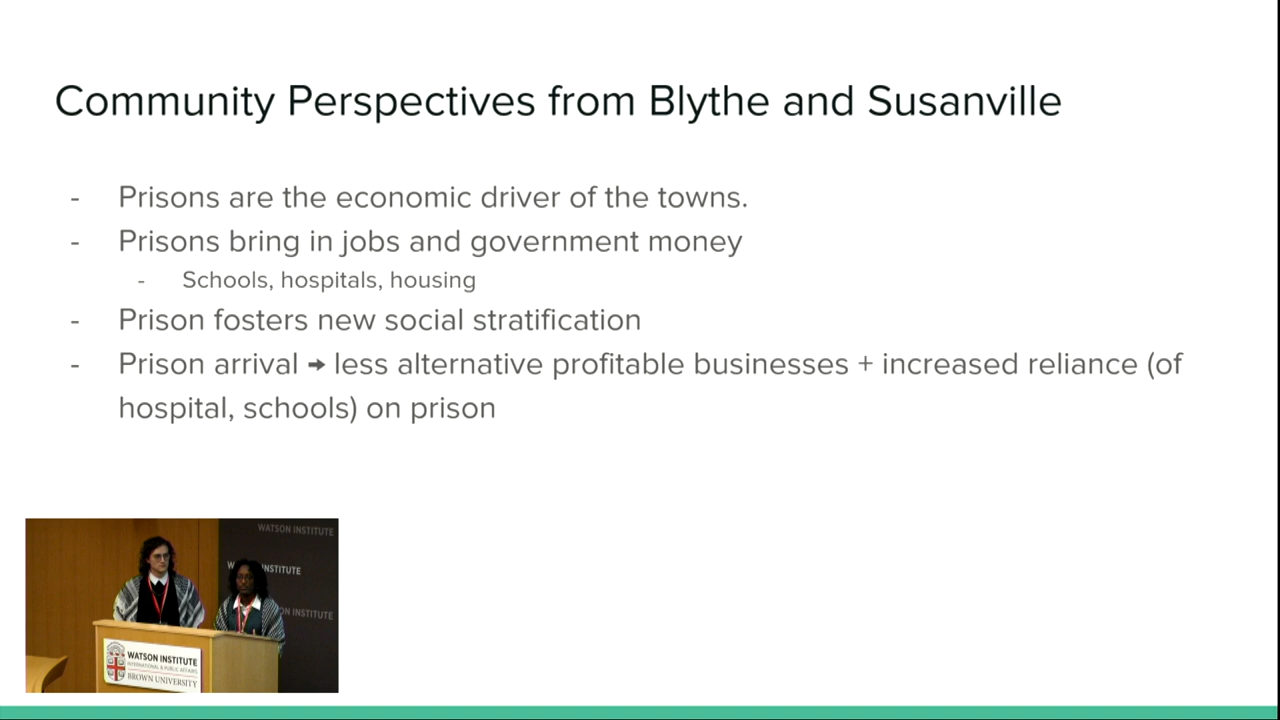 Community Perspectives from Blythe and Susanville
- Prisons are the economic driver of the towns.
- Prisons bring in jobs and government money
- Schools, hospitals, housing
- Prison fosters new social stratification
- Prison arrival → less alternative profitable businesses + increased reliance (of
hospital, schools) on prison
WATSON INSTITUTE
INSTITUTE
WATSON INSTITUTE
INTERNATIONAL & PUBLIC AFFAIRS
BROWN UNIVERSITY